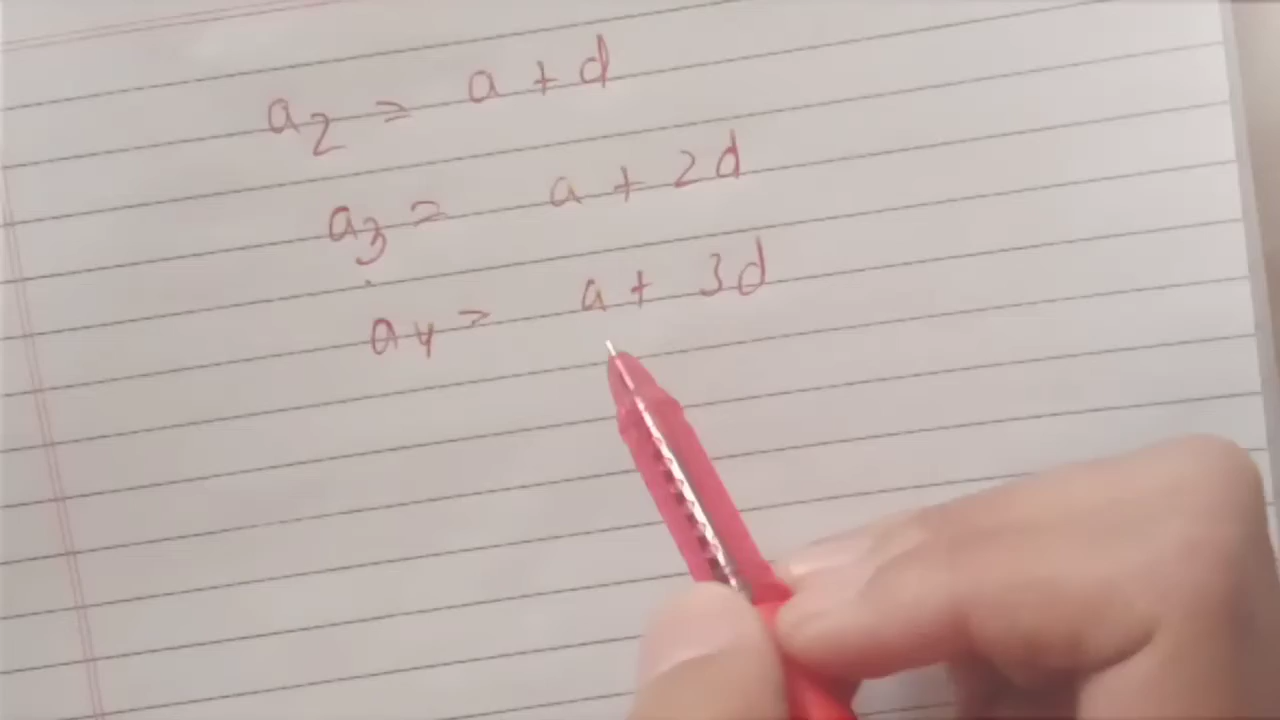 a2 = a + d
a3 = a + 2d
a4 = a + 3d